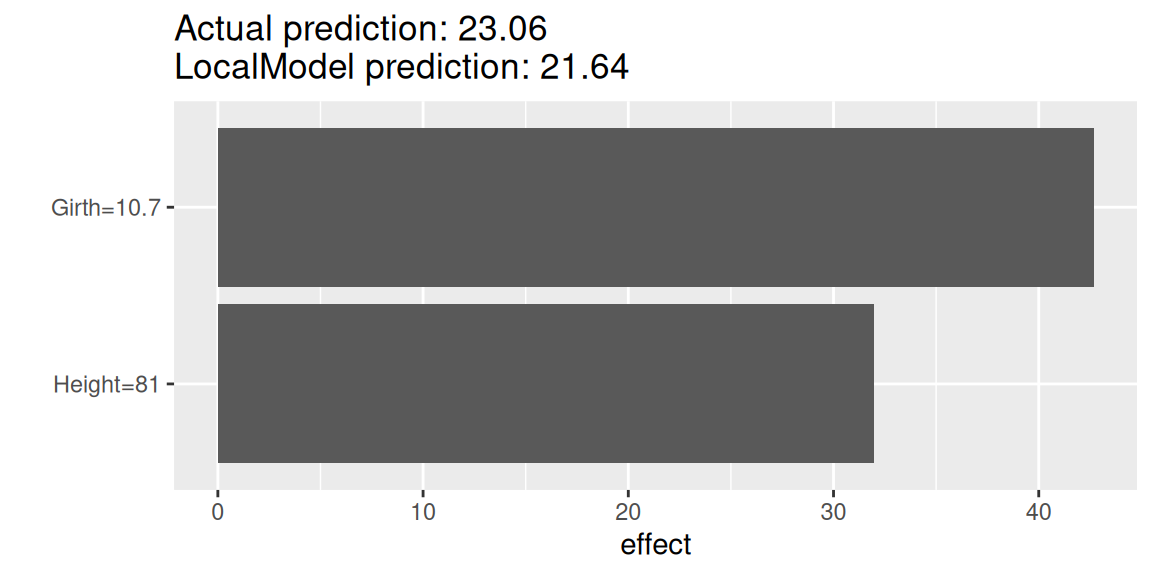 Actual prediction: 23.06
LocalModel prediction: 21.64
Girth=10.7
Height=81
0 10 20 30 40
effect